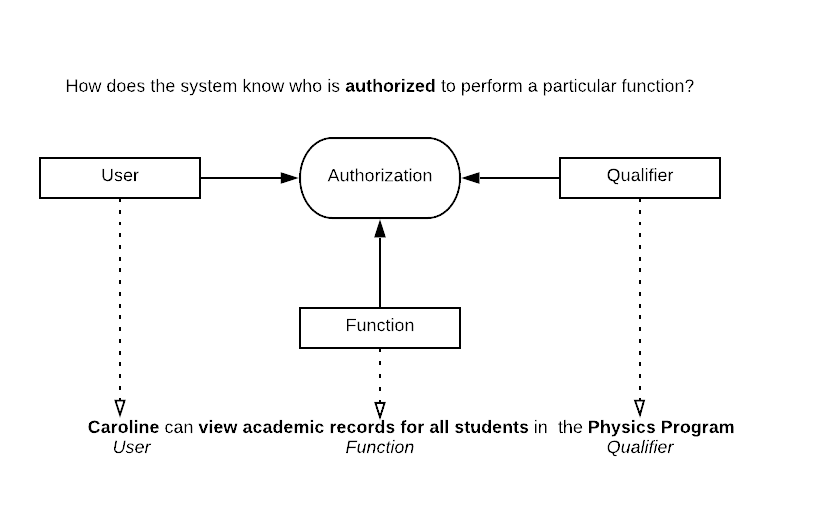 How does the system know who is authorized to perform a particular function?
User
Authorization
Qualifier
Function
Caroline can view academic records for all students in  the Physics Program
User
Function
Qualifier